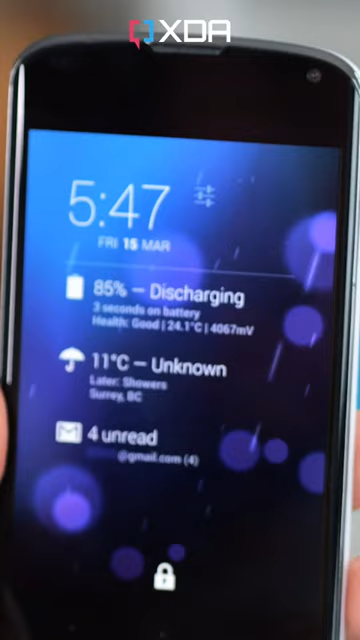 XDA
5:47
FRI 15 MAR
85% — Discharging
3 seconds on battery
Health: Good | 24.1°C | 4067mV
11°C — Unknown
Later: Showers
Surrey, BC
4 unread
@gmail.com (4)